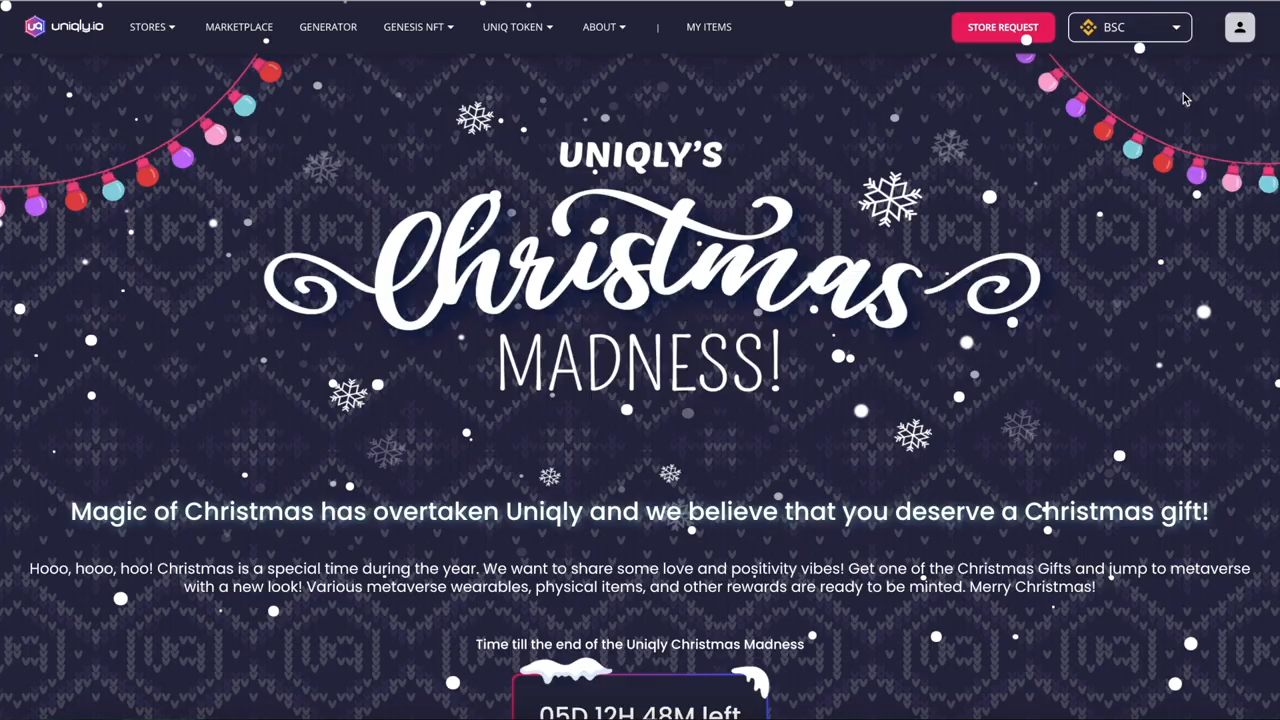 uniqly.io STORES MARKETPLACE GENERATOR GENESIS NFT UNIQ TOKEN ABOUT | MY ITEMS STORE REQUEST BSC
UNIQLY'S
Christmas
MADNESS!
Magic of Christmas has overtaken Uniqly and we believe that you deserve a Christmas gift!
Hooo, hooo, hoo! Christmas is a special time during the year. We want to share some love and positivity vibes! Get one of the Christmas Gifts and jump to metaverse
with a new look! Various metaverse wearables, physical items, and other rewards are ready to be minted. Merry Christmas!
Time till the end of the Uniqly Christmas Madness
05D 12H 48M left